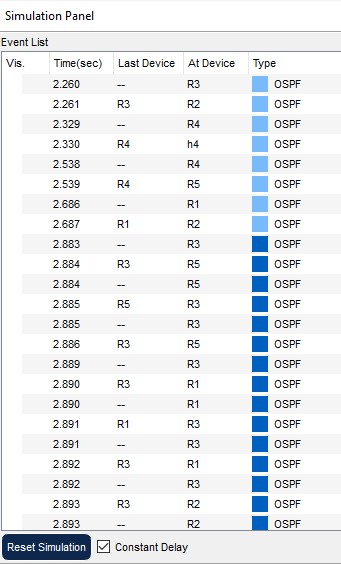 Simulation Panel
Event List
Vis. Time(sec) Last Device At Device Type
2.260 -- R3 OSPF
2.261 R3 R2 OSPF
2.329 -- R4 OSPF
2.330 R4 h4 OSPF
2.538 -- R4 OSPF
2.539 R4 R5 OSPF
2.686 -- R1 OSPF
2.687 R1 R2 OSPF
2.883 -- R3 OSPF
2.884 R3 R5 OSPF
2.884 -- R5 OSPF
2.885 R5 R3 OSPF
2.885 -- R3 OSPF
2.886 R3 R5 OSPF
2.889 -- R3 OSPF
2.890 R3 R1 OSPF
2.890 -- R1 OSPF
2.891 R1 R3 OSPF
2.891 -- R3 OSPF
2.892 R3 R1 OSPF
2.892 -- R3 OSPF
2.893 R3 R2 OSPF
2.893 -- R2 OSPF
Reset Simulation Constant Delay